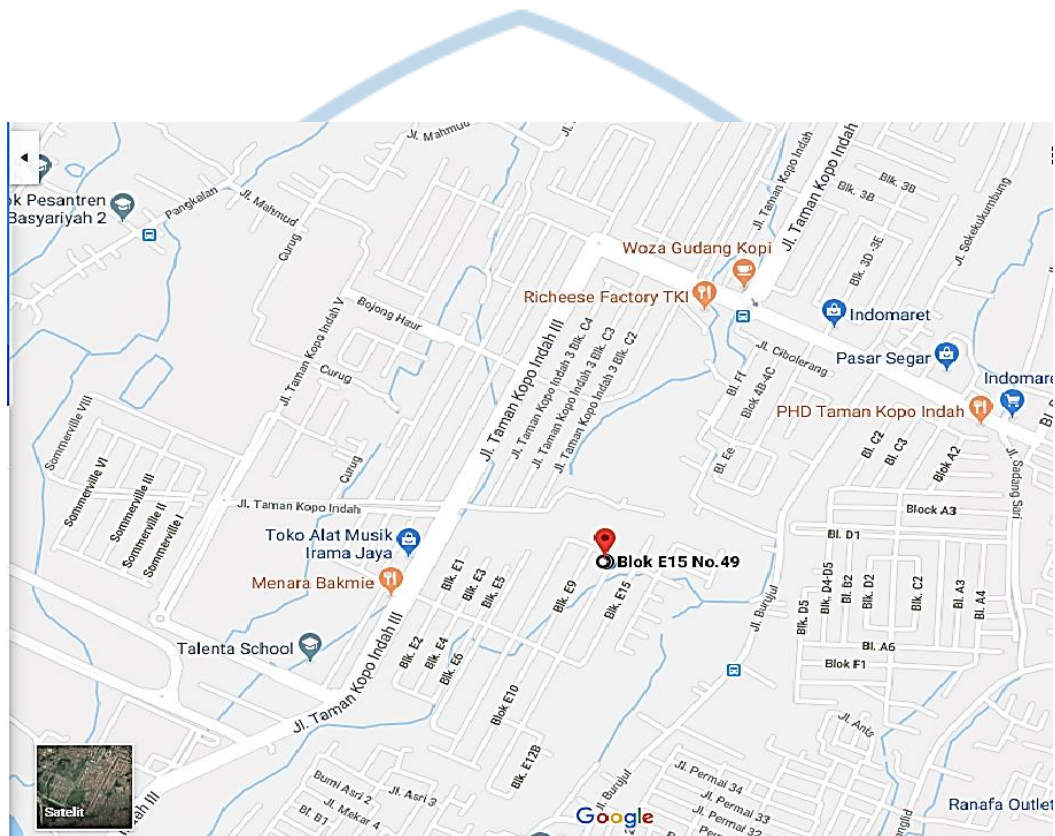 Jl. Mahmud
Jl. Taman Kopo Indah
Blk. 3B
Blk. 3B
ok Pesantren
Basyariyah 2
Pangkalan
Jl. Mahmud
Jl. Taman Kopo Indah
Jl. Sekekukumbung
Curug
Woza Gudang Kopi
Blk. 3D -3E
Richeese Factory TKI
Bojong Haur
Indomaret
Jl. Taman Kopo Indah V
Jl. Taman Kopo Indah III
Jl. Taman Kopo Indah 3 Blk. C4
Jl. Taman Kopo Indah 3 Blk. C3
Jl. Taman Kopo Indah 3 Blk. C2
Jl. Cibolerang
Pasar Segar
Curug
Bl. Ff
Blok 4B-4C
Indomare
PHD Taman Kopo Indah
Sommerville VIII
Curug
Bl. Ee
Bl. C2
Bl. C3
Blok A2
Jl. Sadang Sari
Sommerville VI
Sommerville III
Sommerville II
Sommerville I
Jl. Taman Kopo Indah
Block A3
Toko Alat Musik
Irama Jaya
Bl. D1
Menara Bakmie
Blk. E1
Blk. E3
Blk. E5
Blok E15 No.49
Blk. E9
Blk. E15
Jl. Burujul
Blk. D5
Blk. D4-D5
Bl. B2
Blk. D2
Blk. C2
Bl. A3
Bl. A4
Talenta School
Blk. E2
Blk. E4
Blk. E6
Bl. A6
Blok F1
Jl. Taman Kopo Indah III
Blok E10
Blk. E12B
Jl. Anta
Bumi Asri 2
Jl. Asri 3
Jl. Mekar 4
Bl. B1
Jl. Burujul
Jl. Permai 34
Jl. Permai 33
Ranafa Outlet
Satelit
Google